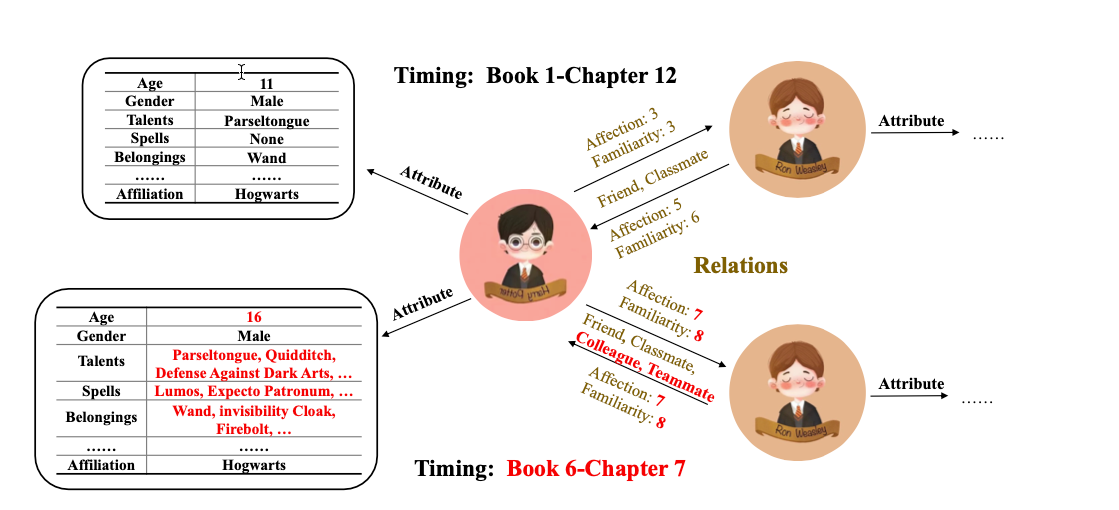 Timing: Book 1-Chapter 12
Age 11
Gender Male
Talents Parseltongue
Spells None
Belongings Wand
…… ……
Affiliation Hogwarts
Attribute
Affection: 3
Familiarity: 3
Friend, Classmate
Affection: 5
Familiarity: 6
Ron Weasley
Attribute
……
Harry Potter
Relations
Attribute
Age 16
Gender Male
Talents Parseltongue, Quidditch,
Defense Against Dark Arts, …
Spells Lumos, Expecto Patronum, …
Belongings Wand, invisibility Cloak,
Firebolt, …
…… ……
Affiliation Hogwarts
Affection: 7
Familiarity: 8
Friend, Classmate,
Colleague, Teammate
Affection: 7
Familiarity: 8
Ron Weasley
Attribute
……
Timing: Book 6-Chapter 7